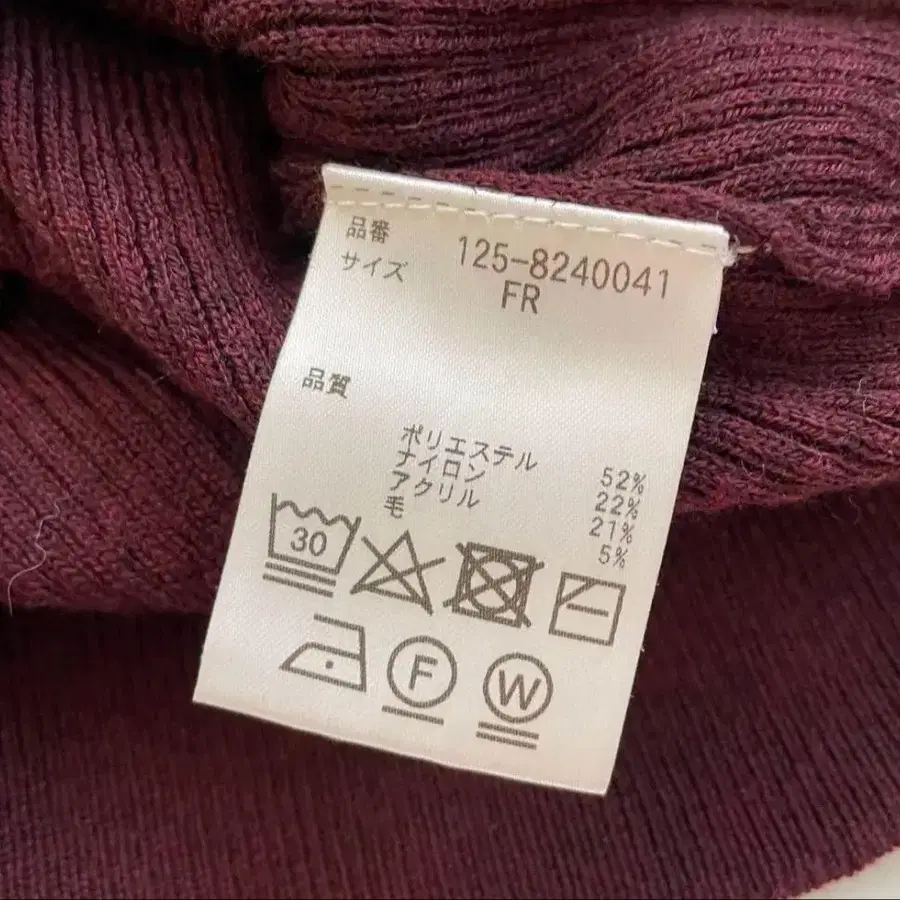 品番 125-8240041
サイズ FR
品質
ポリエステル 52%
ナイロン 22%
アクリル 21%
毛 5%
30
F W